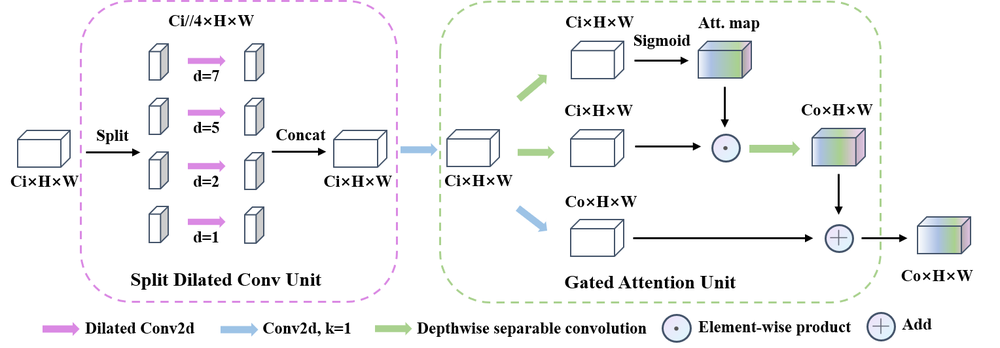 Ci//4×H×W
d=7
d=5
d=2
d=1
Split
Concat
Ci×H×W
Ci×H×W
Split Dilated Conv Unit
Ci×H×W
Ci×H×W
Sigmoid
Att. map
Ci×H×W
Co×H×W
Co×H×W
Co×H×W
Gated Attention Unit
Dilated Conv2d
Conv2d, k=1
Depthwise separable convolution
Element-wise product
Add